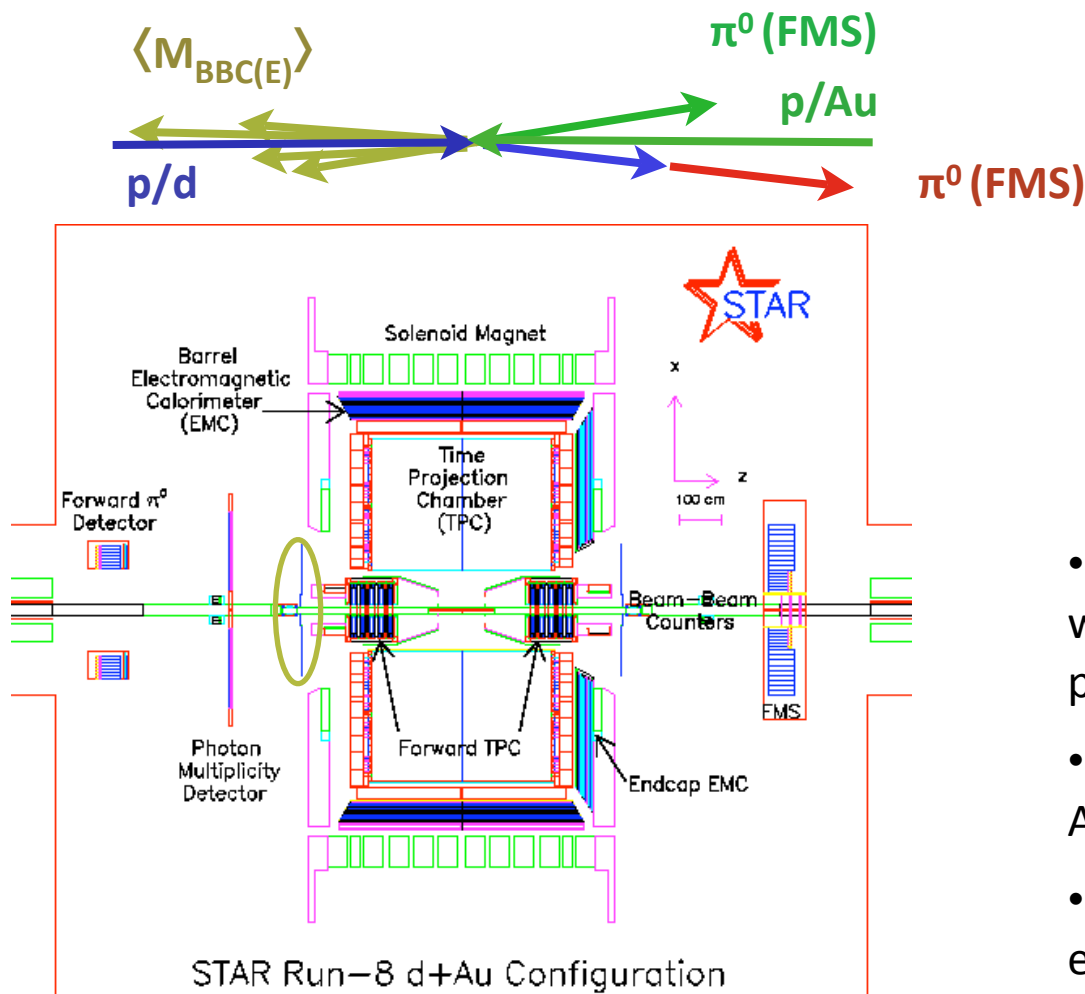 π⁰ (FMS)
⟨M_BBC(E)⟩
p/Au
p/d
π⁰ (FMS)
STAR
Solenoid Magnet
Barrel
Electromagnetic
Calorimeter
(EMC)
x
z
100 cm
Time
Projection
Chamber
(TPC)
Forward π⁰
Detector
Beam-Beam
Counters
FMS
Photon
Multiplicity
Detector
Forward TPC
Endcap EMC
STAR Run-8 d+Au Configuration
•
w
p
•
A
•
e